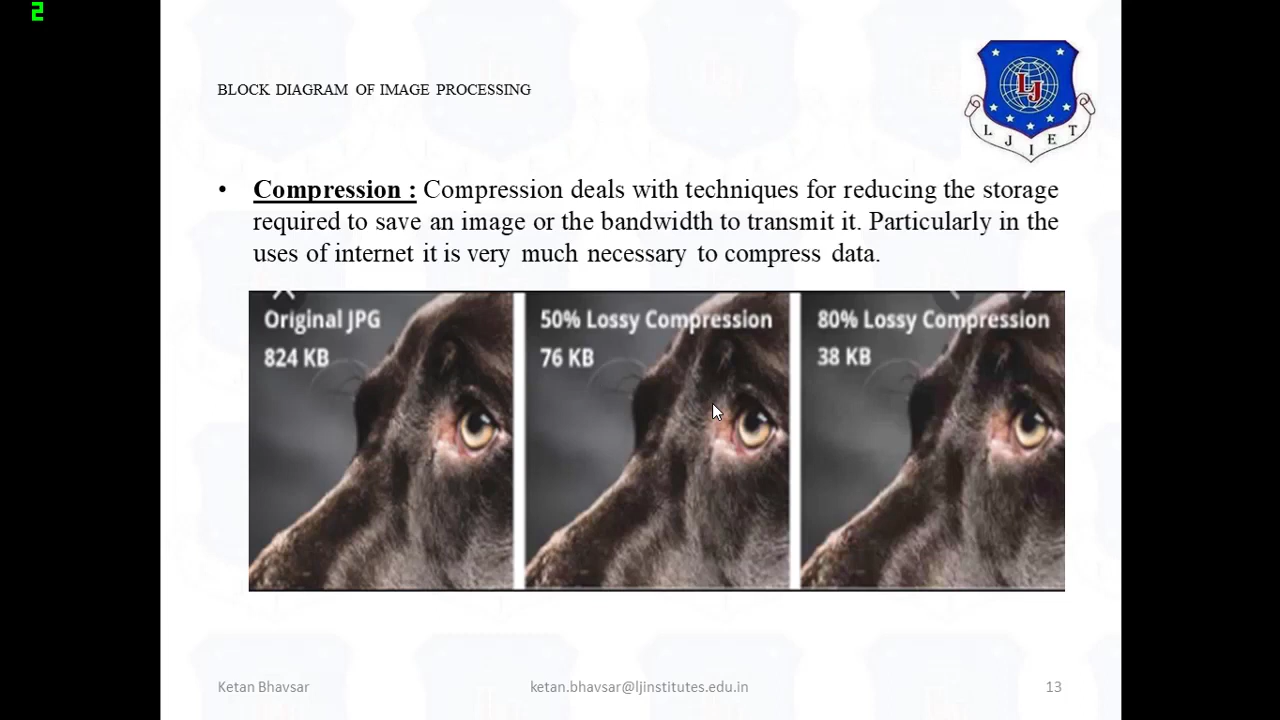 2
BLOCK DIAGRAM OF IMAGE PROCESSING
LJ
L J I E T
• Compression : Compression deals with techniques for reducing the storage
required to save an image or the bandwidth to transmit it. Particularly in the
uses of internet it is very much necessary to compress data.
Original JPG
824 KB
50% Lossy Compression
76 KB
80% Lossy Compression
38 KB
Ketan Bhavsar
ketan.bhavsar@ljinstitutes.edu.in
13